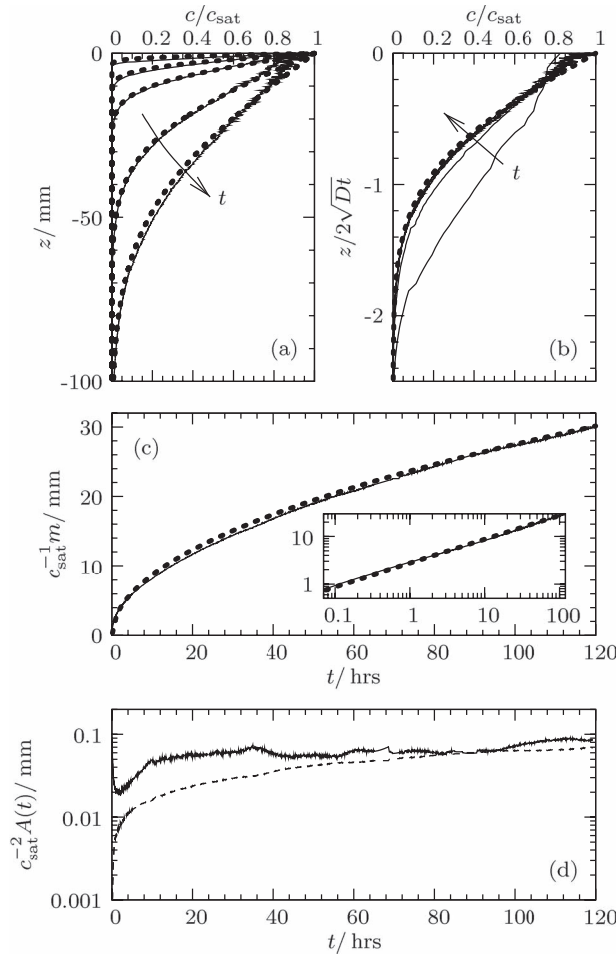 c/c_sat c/c_sat
0 0.2 0.4 0.6 0.8 1 0 0.2 0.4 0.6 0.8 1
0 0
z/ mm z/2√Dt
t t
-50 -1
-2
(a) (b)
-100
30
(c)
c_sat^-1 m/ mm
20
10
10
1
0.1 1 10 100
0
0 20 40 60 80 100 120
t/ hrs
0.1
c_sat^-2 A(t)/ mm
0.01
(d)
0.001
0 20 40 60 80 100 120
t/ hrs